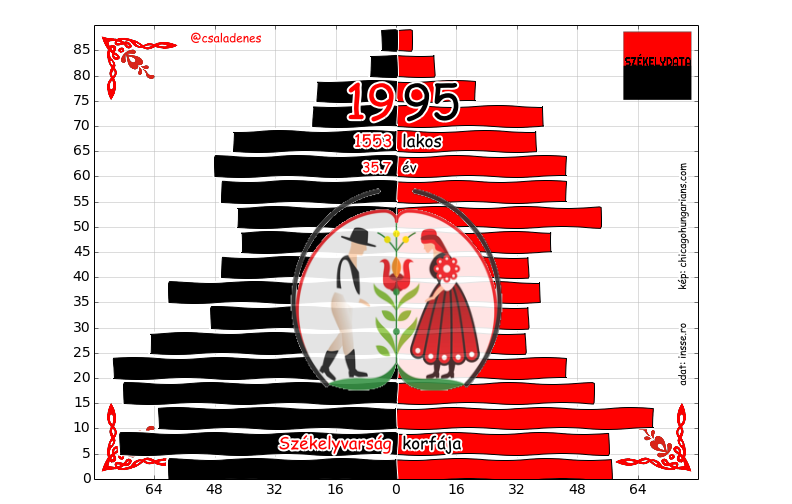 @csaladenes
SZÉKELYDATA
1995
1553 lakos
35.7 év
kép: chicagohungarians.com
adat: insse.ro
Székelyvarság korfája
85
80
75
70
65
60
55
50
45
40
35
30
25
20
15
10
5
0
64 48 32 16 0 16 32 48 64